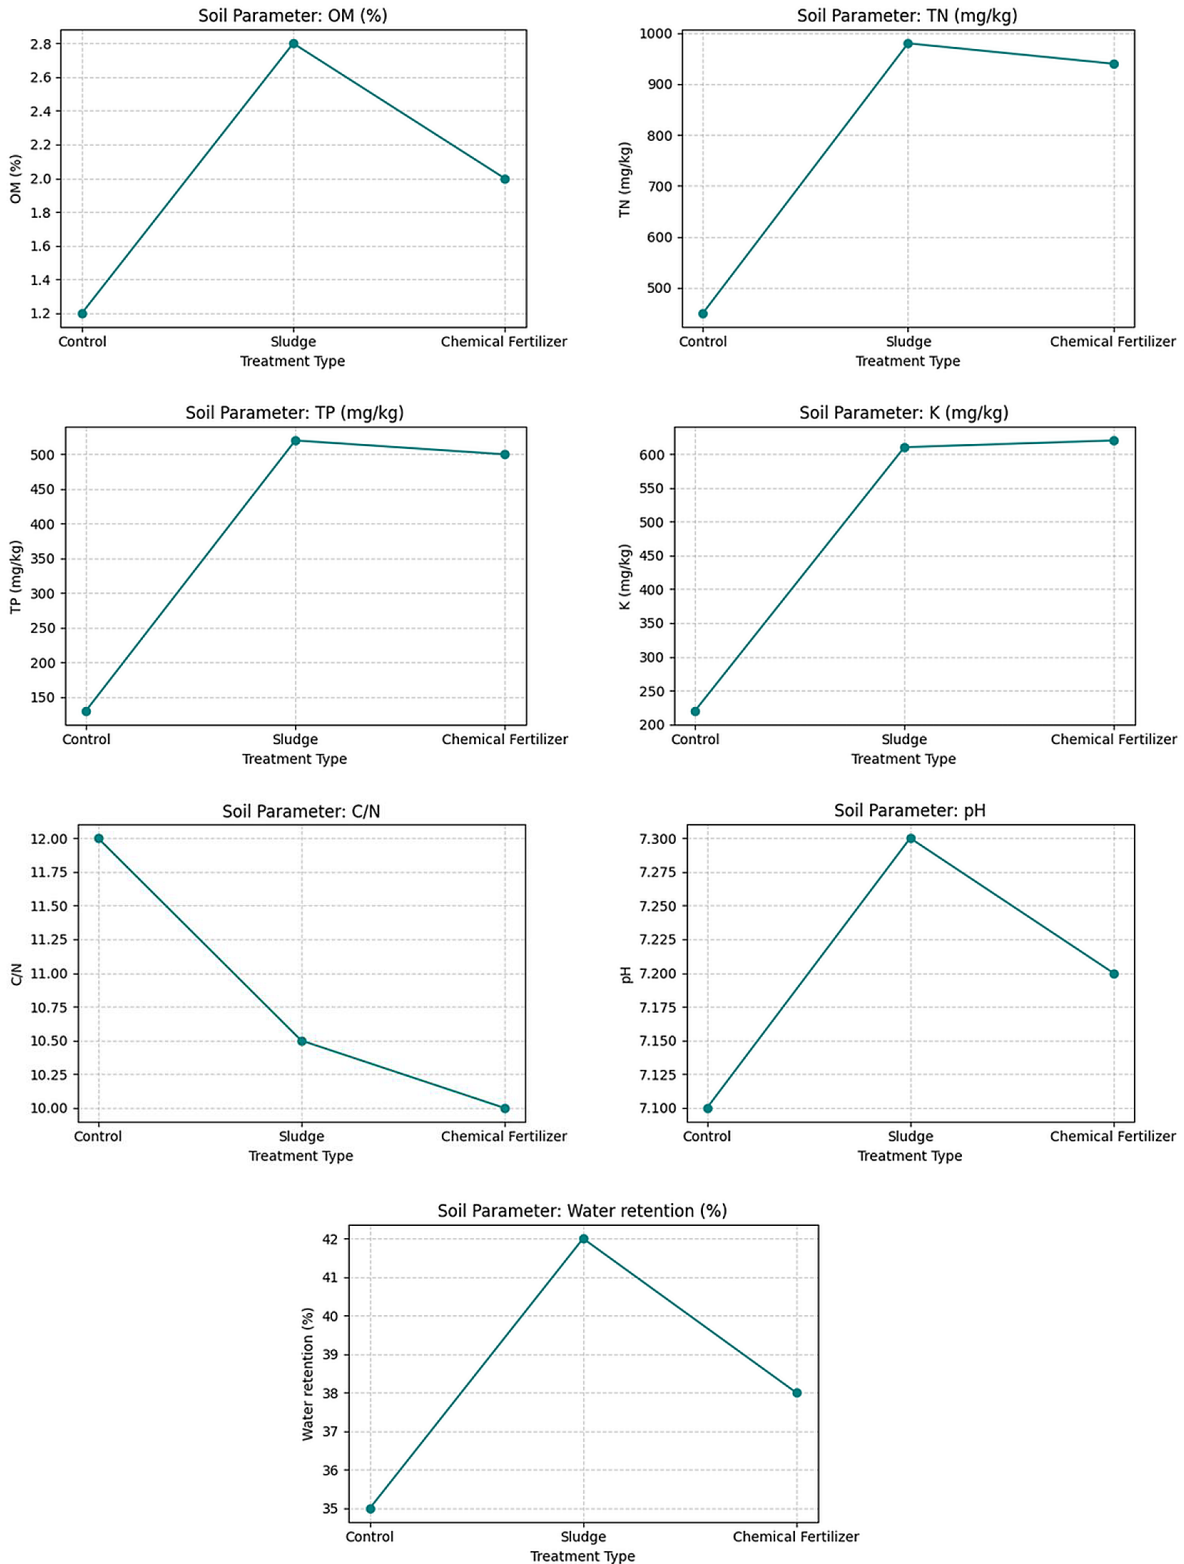 Soil Parameter: OM (%)
OM (%)
2.8
2.6
2.4
2.2
2.0
1.8
1.6
1.4
1.2
Control Sludge Chemical Fertilizer
Treatment Type
Soil Parameter: TN (mg/kg)
TN (mg/kg)
1000
900
800
700
600
500
Control Sludge Chemical Fertilizer
Treatment Type
Soil Parameter: TP (mg/kg)
TP (mg/kg)
500
450
400
350
300
250
200
150
Control Sludge Chemical Fertilizer
Treatment Type
Soil Parameter: K (mg/kg)
K (mg/kg)
600
550
500
450
400
350
300
250
200
Control Sludge Chemical Fertilizer
Treatment Type
Soil Parameter: C/N
C/N
12.00
11.75
11.50
11.25
11.00
10.75
10.50
10.25
10.00
Control Sludge Chemical Fertilizer
Treatment Type
Soil Parameter: pH
pH
7.300
7.275
7.250
7.225
7.200
7.175
7.150
7.125
7.100
Control Sludge Chemical Fertilizer
Treatment Type
Soil Parameter: Water retention (%)
Water retention (%)
42
41
40
39
38
37
36
35
Control Sludge Chemical Fertilizer
Treatment Type